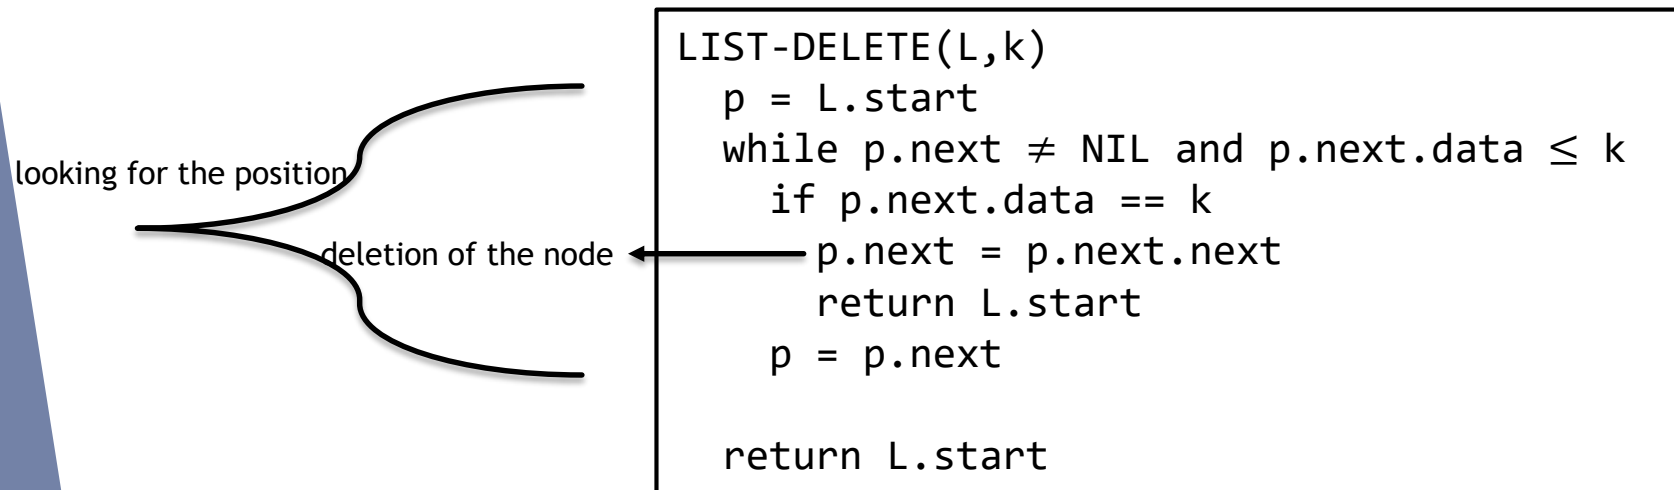 looking for the position
deletion of the node
LIST-DELETE(L,k)
p = L.start
while p.next ≠ NIL and p.next.data ≤ k
if p.next.data == k
p.next = p.next.next
return L.start
p = p.next
return L.start